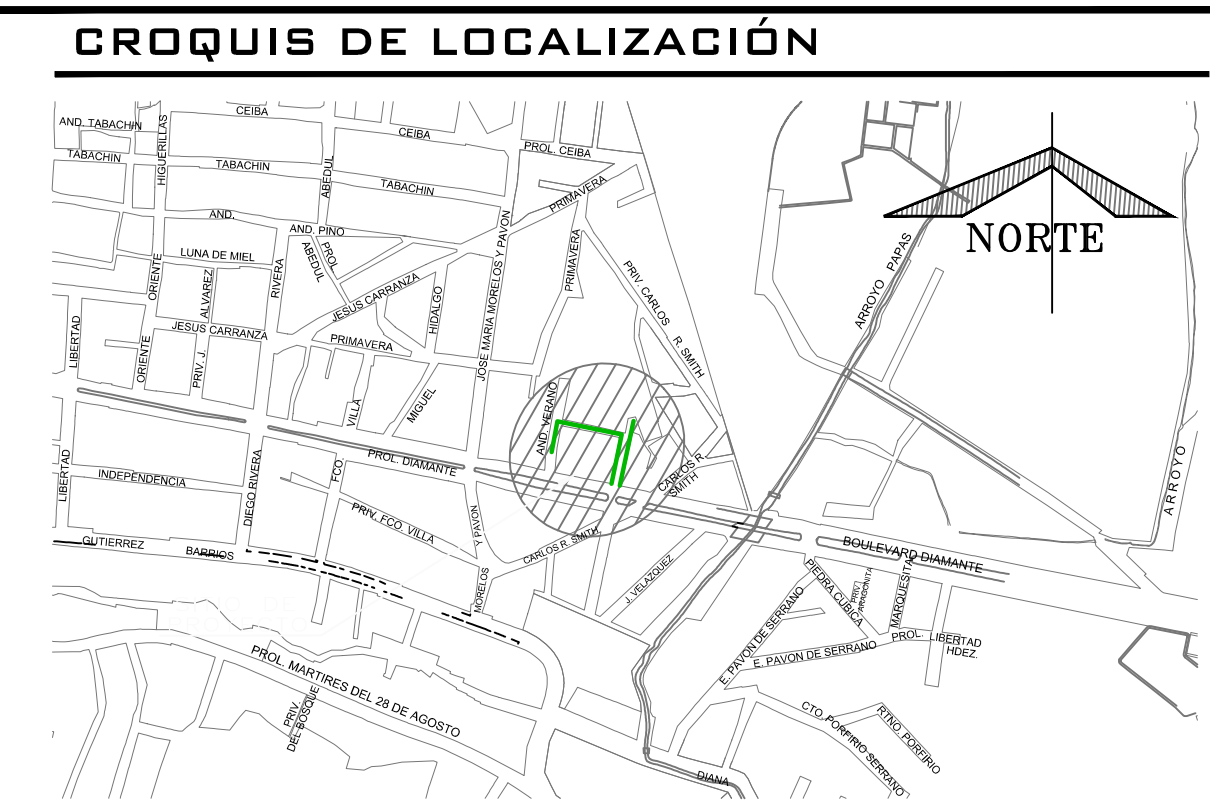 CROQUIS DE LOCALIZACIÓN
CEIBA
AND. TABACHIN
HIGUERILLAS
CEIBA
PROL. CEIBA
TABACHIN
TABACHIN
ABEDUL
TABACHIN
PRIMAVERA
NORTE
AND.
AND. PINO
JOSE MARIA MORELOS Y PAVON
PRIMAVERA
ARROYO PAPAS
LUNA DE MIEL
PROL.
ABEDUL
ORIENTE
ALVAREZ
RIVERA
JESUS CARRANZA
HIDALGO
PRIV. CARLOS
R. SMITH
JESUS CARRANZA
LIBERTAD
ORIENTE
PRIV. J.
PRIMAVERA
VILLA
MIGUEL
AND. VERANO
LIBERTAD
INDEPENDENCIA
DIEGO RIVERA
FCO.
PROL. DIAMANTE
CARLOS R.
SMITH
ARROYO
PRIV. FCO. VILLA
Y PAVON
CARLOS R. SMITH
GUTIERREZ
BARRIOS
MORELOS
J. VELAZQUEZ
BOULEVARD DIAMANTE
PIEDRA CUBICA
PRIV.
ARAGONITA
MARQUESITA
E. PAVON DE SERRANO
E. PAVON DE SERRANO
PROL. LIBERTAD
HDEZ.
PROL. MARTIRES DEL 28 DE AGOSTO
PRIV.
DEL BOSQUE
CTO. PORFIRIO SERRANO
RTNO. PORFIRIO
DIANA